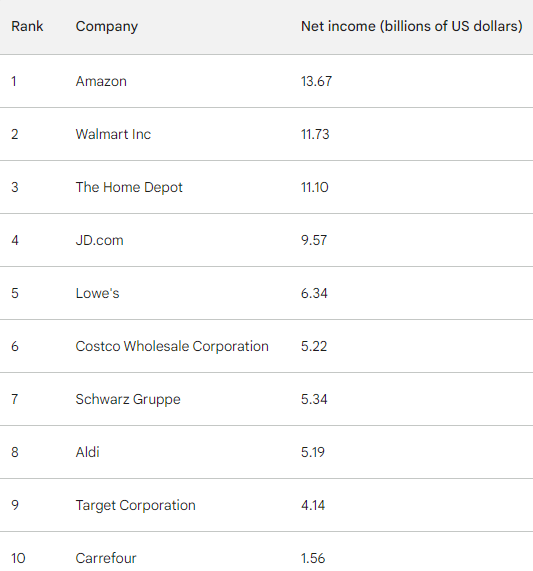 Rank Company Net income (billions of US dollars)
1 Amazon 13.67
2 Walmart Inc 11.73
3 The Home Depot 11.10
4 JD.com 9.57
5 Lowe's 6.34
6 Costco Wholesale Corporation 5.22
7 Schwarz Gruppe 5.34
8 Aldi 5.19
9 Target Corporation 4.14
10 Carrefour 1.56